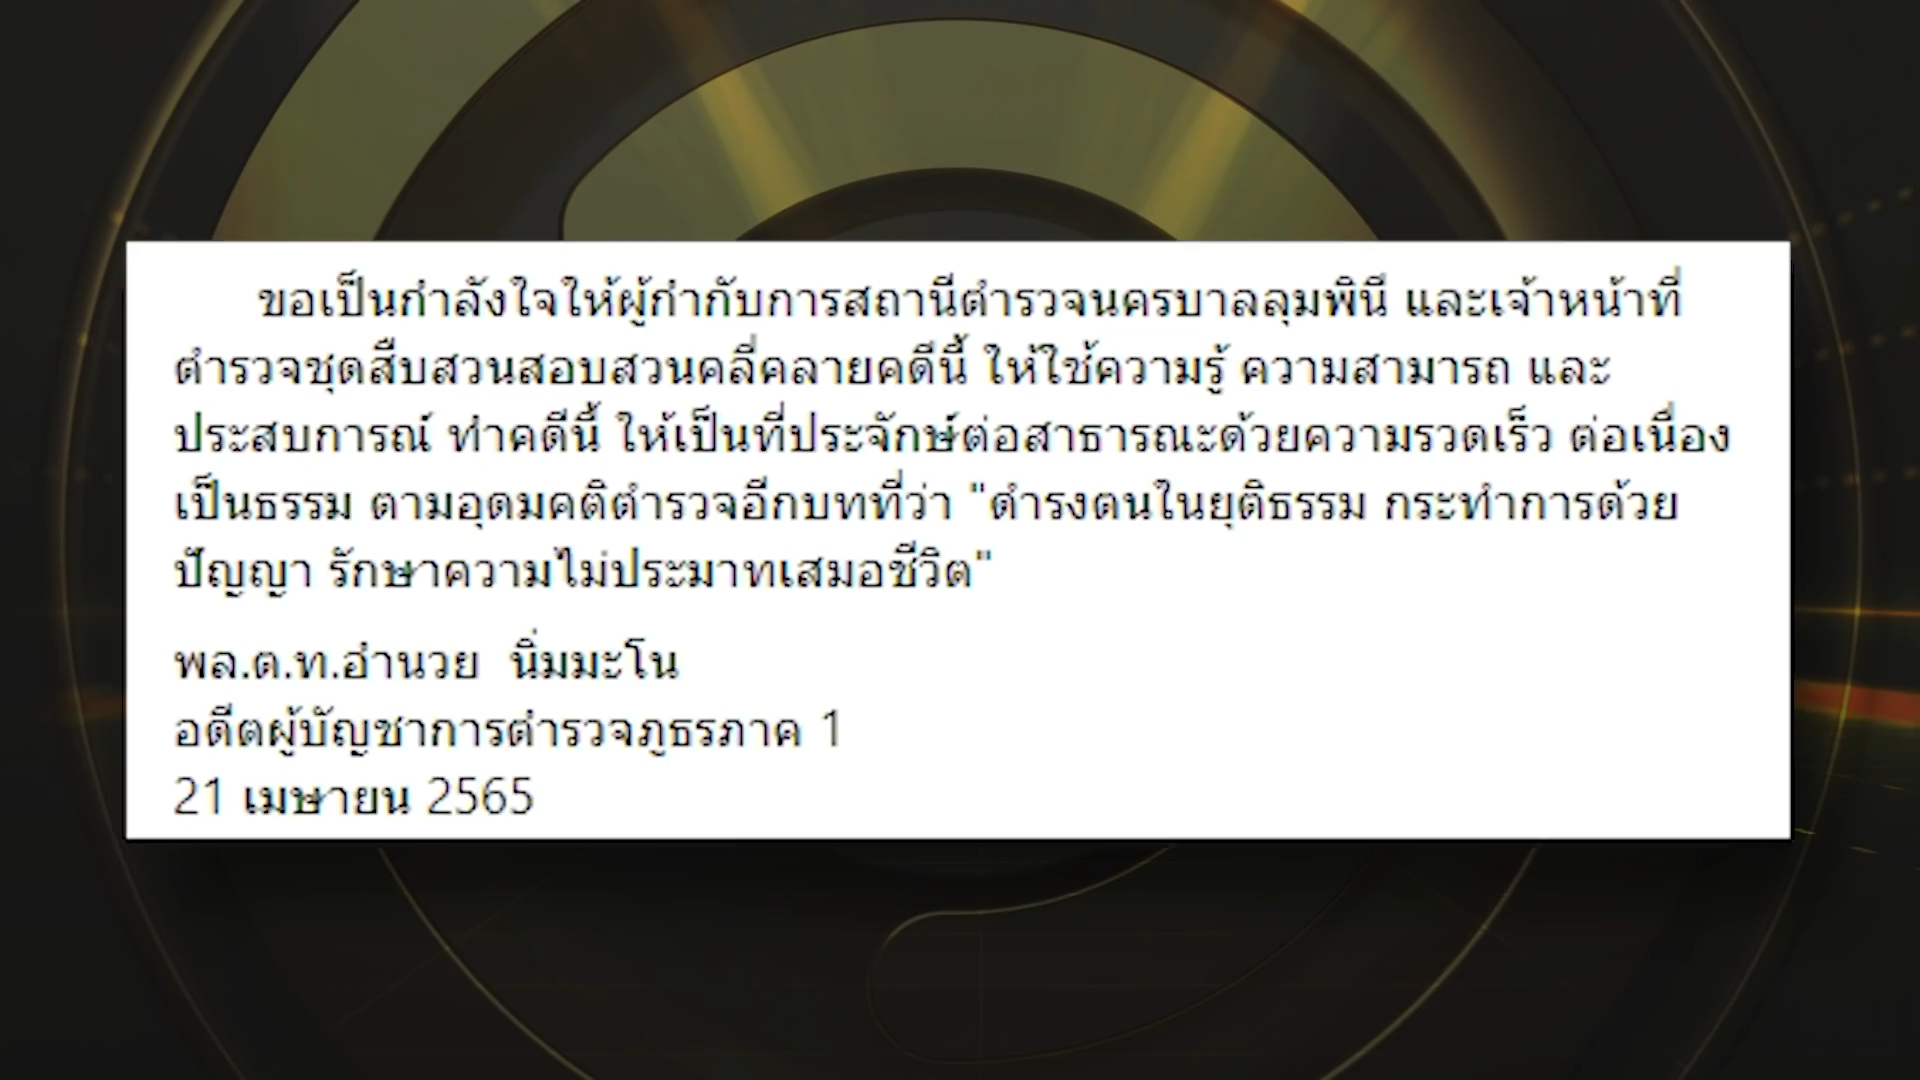 ขอเป็นกำลังใจให้ผู้กำกับการสถานีตำรวจนครบาลลุมพินี และเจ้าหน้าที่
ตำรวจชุดสืบสวนสอบสวนคลี่คลายคดีนี้ ให้ใช้ความรู้ ความสามารถ และ
ประสบการณ์ ทำคดีนี้ ให้เป็นที่ประจักษ์ต่อสาธารณะด้วยความรวดเร็ว ต่อเนื่อง
เป็นธรรม ตามอุดมคติตำรวจอีกบทที่ว่า "ดำรงตนในยุติธรรม กระทำการด้วย
ปัญญา รักษาความไม่ประมาทเสมอชีวิต"
พล.ต.ท.อำนวย นิ่มมะโน
อดีตผู้บัญชาการตำรวจภูธรภาค 1
21 เมษายน 2565